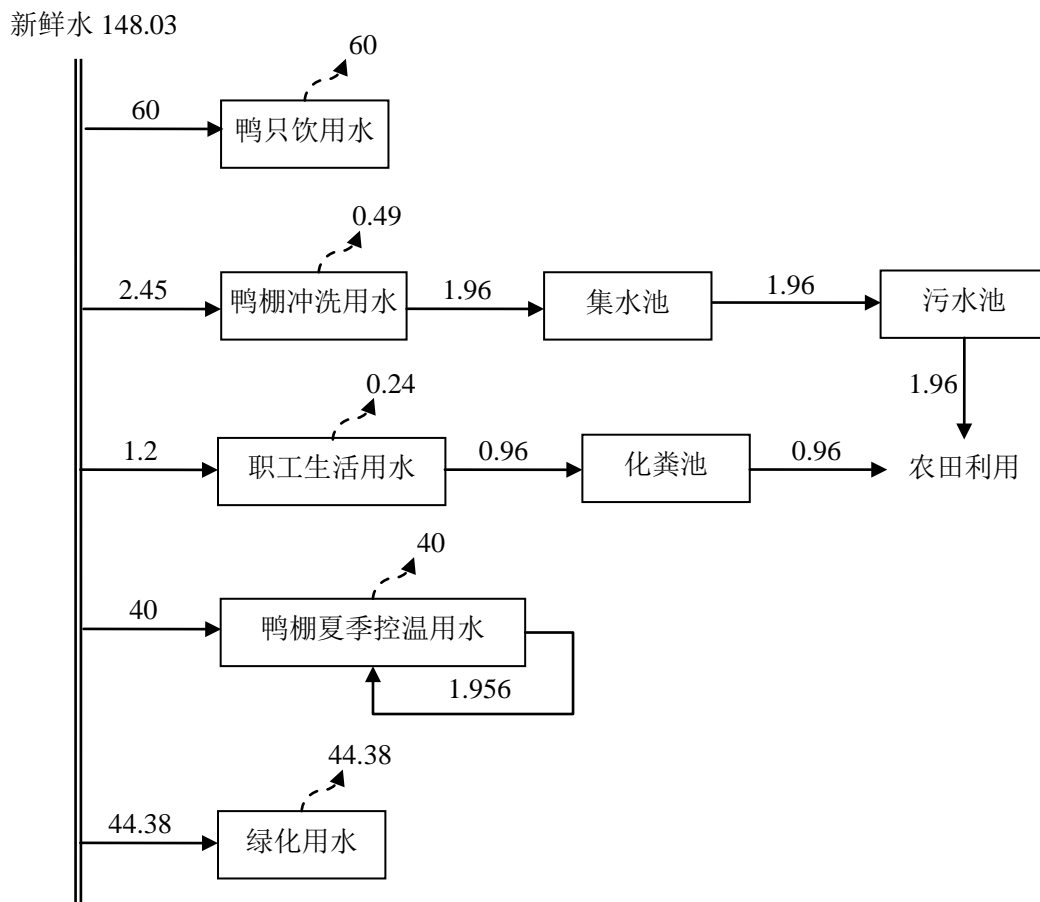 新鲜水 148.03
60
60
鸭只饮用水
0.49
2.45
鸭棚冲洗用水
1.96
集水池
1.96
污水池
1.96
0.24
1.2
职工生活用水
0.96
化粪池
0.96
农田利用
40
40
鸭棚夏季控温用水
1.956
44.38
44.38
绿化用水